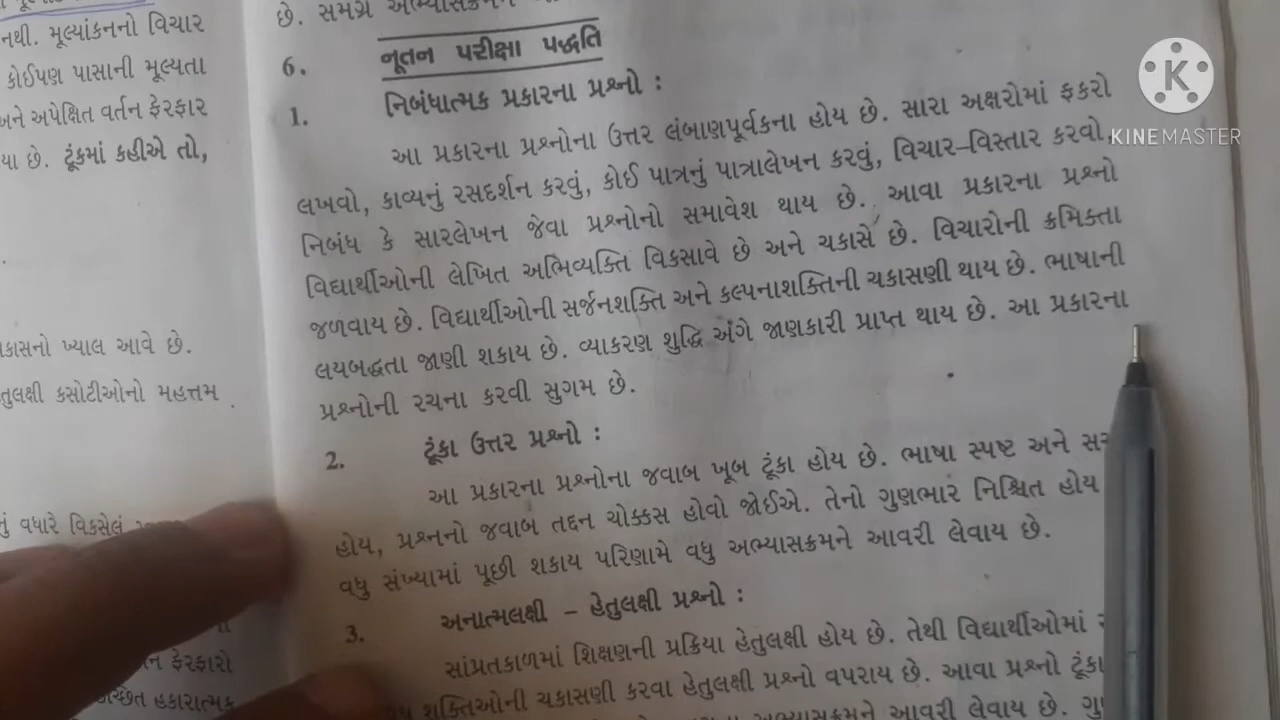 નથી. મૂલ્યાંકનનો વિચાર
કોઈપણ પાસાની મૂલ્યતા
અને અપેક્ષિત વર્તન ફેરફાર
છે. ટૂંકમાં કહીએ તો,
ખ્યાલ આવે છે.
કસોટીઓનો મહત્તમ
વધારે વિકસેલું
ફેરફારો
હકારાત્મક
છે. સમગ્ર
6. નૂતન પરીક્ષા પદ્ધતિ
1. નિબંધાત્મક પ્રકારના પ્રશ્નો :
આ પ્રકારના પ્રશ્નોના ઉત્તર લંબાણપૂર્વકના હોય છે. સારા અક્ષરોમાં ફકરો
લખવો, કાવ્યનું રસદર્શન કરવું, કોઈ પાત્રનું પાત્રાલેખન કરવું, વિચાર–વિસ્તાર કરવો,
નિબંધ કે સારલેખન જેવા પ્રશ્નોનો સમાવેશ થાય છે. આવા પ્રકારના પ્રશ્નો
વિદ્યાર્થીઓની લેખિત અભિવ્યક્તિ વિકસાવે છે અને ચકાસે છે. વિચારોની ક્રમિક્તા
જળવાય છે. વિદ્યાર્થીઓની સર્જનશક્તિ અને કલ્પનાશક્તિની ચકાસણી થાય છે. ભાષાની
લયબદ્ધતા જાણી શકાય છે. વ્યાકરણ શુદ્ધિ અંગે જાણકારી પ્રાપ્ત થાય છે. આ પ્રકારના
પ્રશ્નોની રચના કરવી સુગમ છે.
2. ટૂંકા ઉત્તર પ્રશ્નો :
આ પ્રકારના પ્રશ્નોના જવાબ ખૂબ ટૂંકા હોય છે. ભાષા સ્પષ્ટ અને
હોય, પ્રશ્નનો જવાબ તદ્દન ચોક્કસ હોવો જોઈએ. તેનો ગુણભાર નિશ્ચિત હોય
વધુ સંખ્યામાં પૂછી શકાય પરિણામે વધુ અભ્યાસક્રમને આવરી લેવાય છે.
3. અનાત્મલક્ષી – હેતુલક્ષી પ્રશ્નો :
સાંપ્રતકાળમાં શિક્ષણની પ્રક્રિયા હેતુલક્ષી હોય છે. તેથી વિદ્યાર્થીઓમાં
શક્તિઓની ચકાસણી કરવા હેતુલક્ષી પ્રશ્નો વપરાય છે. આવા પ્રશ્નો ટૂંકા
અભ્યાસક્રમને આવરી લેવાય છે.
K
KINEMASTER